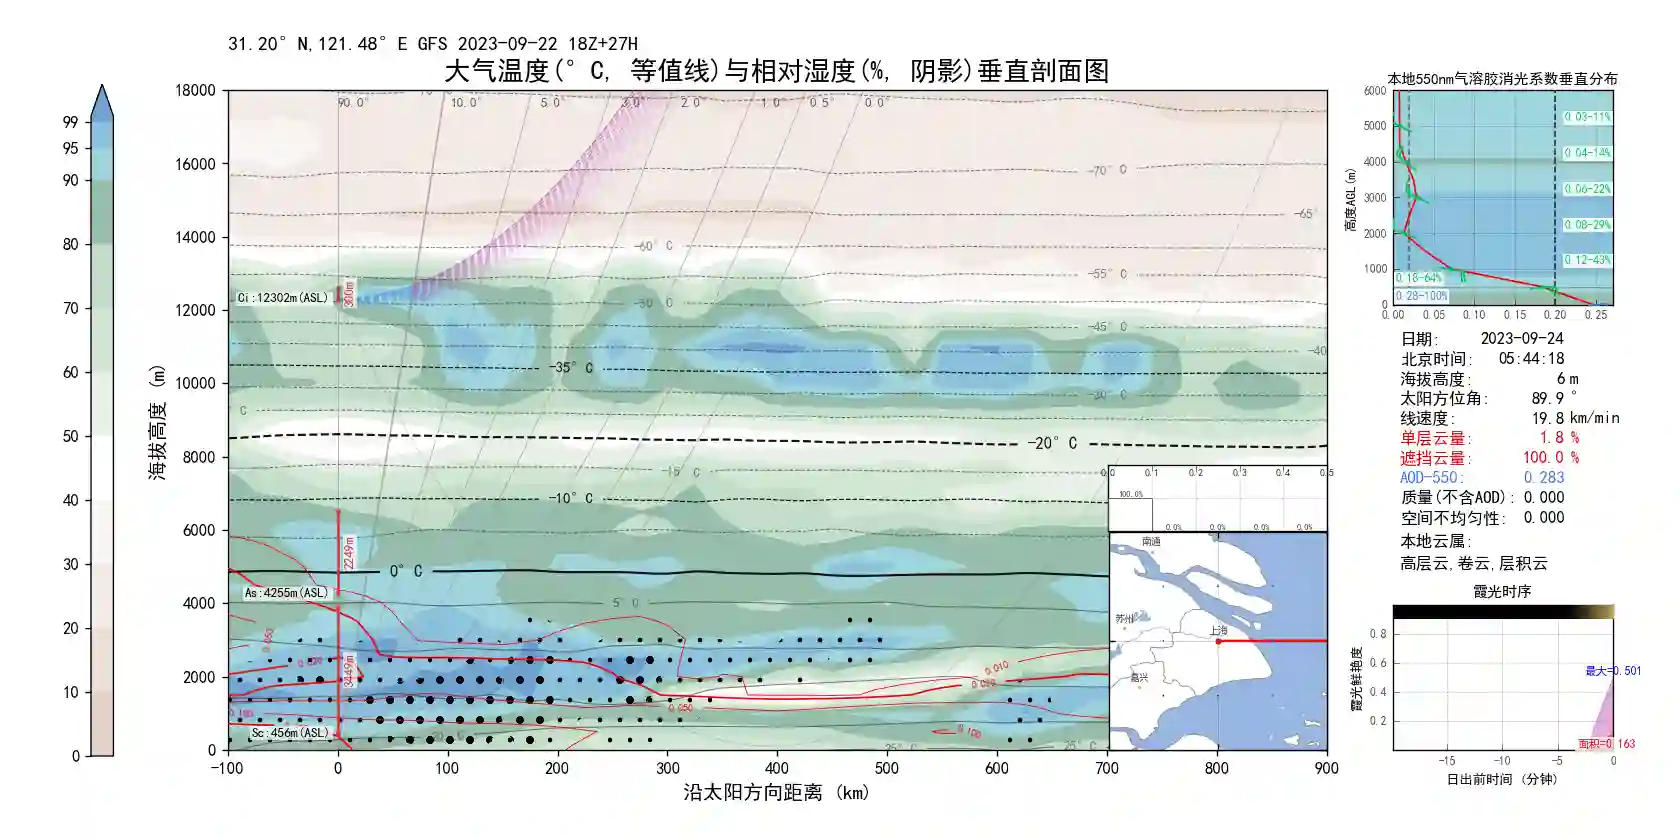 31.20°N,121.48°E GFS 2023-09-22 18Z+27H
大气温度(°C, 等值线)与相对湿度(%, 阴影)垂直剖面图
99
95
90
80
70
60
50
40
30
20
10
0
海拔高度 (m)
18000
16000
14000
12000
10000
8000
6000
4000
2000
0
90.0° 10.0° 5.0° 3.0° 2.0 1.0 0.5° 0.0°
-70° C
-65°
-60° C
-55° C
Ci:12302m(ASL)
300m
-50° C
-45° C
-40
-35° C
-30° C
C
-20° C
-15° C
-10° C
2249m
0° C
As:4255m(ASL)
5° C
0.050
0.020
3449m
0.010
0.020
0.050
0.100
0.100
Sc:456m(ASL)
25° C
25° C
-100 0 100 200 300 400 500 600 700 800 900
沿太阳方向距离 (km)
0.0 0.1 0.2 0.3 0.4 0.5
100.0%
0.0% 0.0% 0.0% 0.0%
南通
苏州
上海
嘉兴
本地550nm气溶胶消光系数垂直分布
高度AGL(m)
6000
5000
4000
3000
2000
1000
0
0.03-11%
0.04-14%
0.06-22%
0.08-29%
0.12-43%
0.18-64%
0.28-100%
0.00 0.05 0.10 0.15 0.20 0.25
日期: 2023-09-24
北京时间: 05:44:18
海拔高度: 6 m
太阳方位角: 89.9 °
线速度: 19.8 km/min
单层云量: 1.8 %
遮挡云量: 100.0 %
AOD-550: 0.283
质量(不含AOD): 0.000
空间不均匀性: 0.000
本地云属:
高层云,卷云,层积云
霞光时序
霞光鲜艳度
0.8
0.6
0.4
0.2
最大=0.501
面积=0.163
-15 -10 -5 0
日出前时间 (分钟)